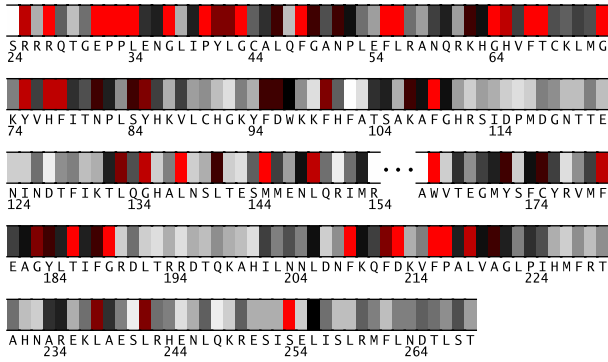 SRRRQTGEPPLENGLIPYLGCALQFGANPLEFLRANQRKHGHVFTCKLMG
24 34 44 54 64
KYVHFITNPLSYHKVLCHGKYFDWKKFHFATSAKAFGHRSIDPMDGNTTE
74 84 94 104 114
NINDTFIKTLQGHALNSLTESMMENLQRIMR ... AWVTEGMYSFCYRVMF
124 134 144 154 174
EAGYLTIFGRDLTRRDTQKAHILNNLDNFKQFDKVFPALVAGLPIHMFRT
184 194 204 214 224
AHNAREKLAESLRHENLQKRESISELISLRMFLNDTLST
234 244 254 264